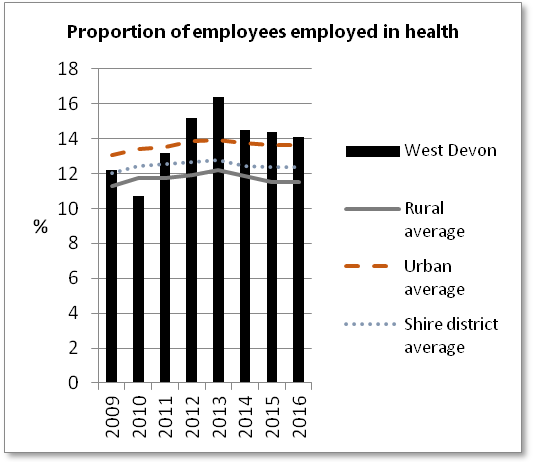 Proportion of employees employed in health
18
16
14
12
10
8
6
4
2
0
%
2009
2010
2011
2012
2013
2014
2015
2016
West Devon
Rural
average
Urban
average
Shire district
average